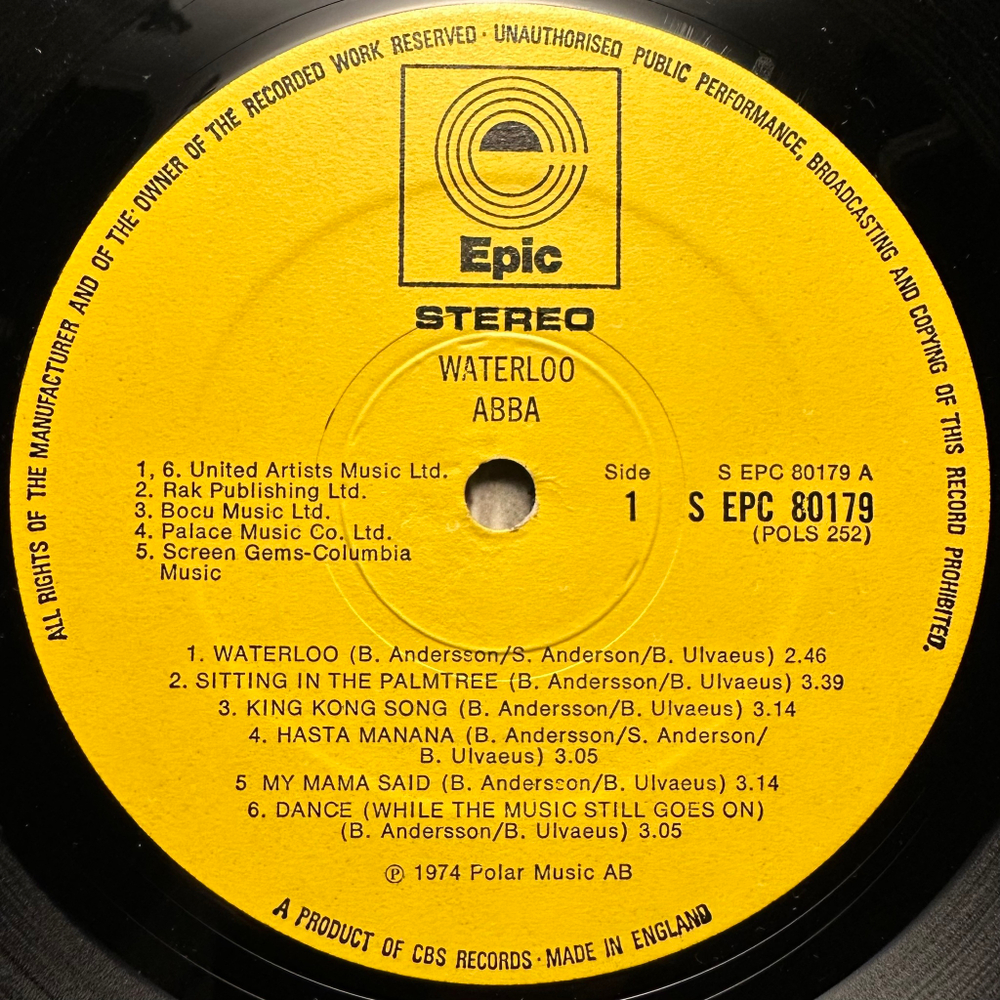 ALL RIGHTS OF THE MANUFACTURER AND OF THE·OWNER OF THE RECORDED WORK RESERVED · UNAUTHORISED PUBLIC PERFORMANCE, BROADCASTING AND COPYING OF THIS RECORD PROHIBITED.
Epic
STEREO
WATERLOO
ABBA
1, 6. United Artists Music Ltd.
2. Rak Publishing Ltd.
3. Bocu Music Ltd.
4. Palace Music Co. Ltd.
5. Screen Gems-Columbia
Music
Side
1
S EPC 80179 A
S EPC 80179
(POLS 252)
1. WATERLOO (B. Andersson/S. Anderson/B. Ulvaeus) 2.46
2. SITTING IN THE PALMTREE (B. Andersson/B. Ulvaeus) 3.39
3. KING KONG SONG (B. Andersson/B. Ulvaeus) 3.14
4. HASTA MANANA (B. Andersson/S. Anderson/
B. Ulvaeus) 3.05
5 MY MAMA SAID (B. Andersson/B. Ulvaeus) 3.14
6. DANCE (WHILE THE MUSIC STILL GOES ON)
(B. Andersson/B. Ulvaeus) 3.05
℗ 1974 Polar Music AB
A PRODUCT OF CBS RECORDS · MADE IN ENGLAND